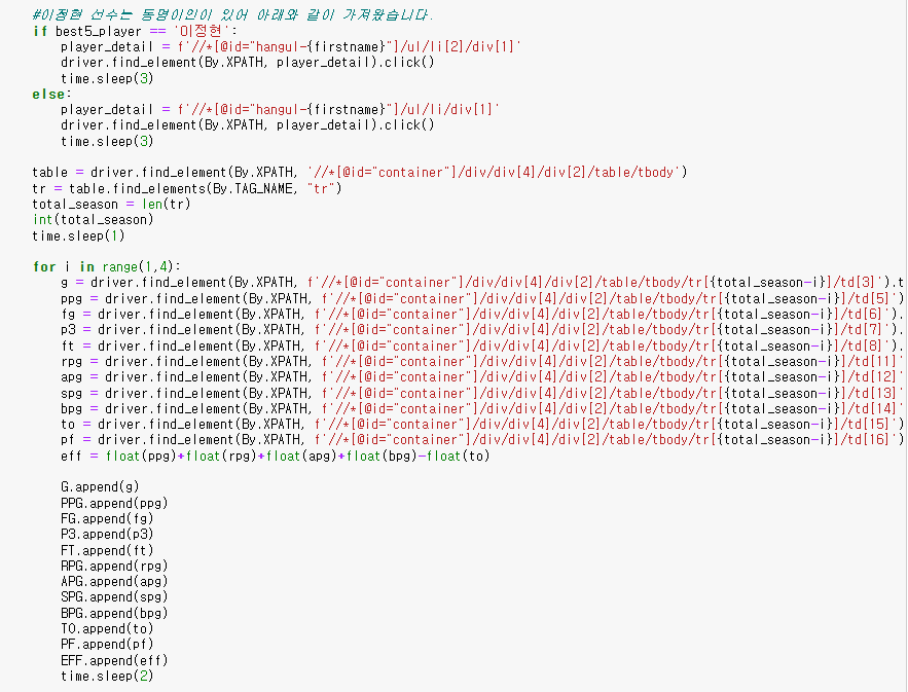 #이정현 선수는 동명이인이 있어 아래와 같이 가져왔습니다.
if best5_player == '이정현':
    player_detail = f'//*[@id="hangul-{firstname}"]/ul/li[2]/div[1]'
    driver.find_element(By.XPATH, player_detail).click()
    time.sleep(3)
else:
    player_detail = f'//*[@id="hangul-{firstname}"]/ul/li/div[1]'
    driver.find_element(By.XPATH, player_detail).click()
    time.sleep(3)
table = driver.find_element(By.XPATH, '//*[@id="container"]/div/div[4]/div[2]/table/tbody')
tr = table.find_elements(By.TAG_NAME, "tr")
total_season = len(tr)
int(total_season)
time.sleep(1)
for i in range(1,4):
    g = driver.find_element(By.XPATH, f'//*[@id="container"]/div/div[4]/div[2]/table/tbody/tr[{total_season-i}]/td[3]').t
    ppg = driver.find_element(By.XPATH, f'//*[@id="container"]/div/div[4]/div[2]/table/tbody/tr[{total_season-i}]/td[5]')
    fg = driver.find_element(By.XPATH, f'//*[@id="container"]/div/div[4]/div[2]/table/tbody/tr[{total_season-i}]/td[6]').
    p3 = driver.find_element(By.XPATH, f'//*[@id="container"]/div/div[4]/div[2]/table/tbody/tr[{total_season-i}]/td[7]').
    ft = driver.find_element(By.XPATH, f'//*[@id="container"]/div/div[4]/div[2]/table/tbody/tr[{total_season-i}]/td[8]').
    rpg = driver.find_element(By.XPATH, f'//*[@id="container"]/div/div[4]/div[2]/table/tbody/tr[{total_season-i}]/td[11]'
    apg = driver.find_element(By.XPATH, f'//*[@id="container"]/div/div[4]/div[2]/table/tbody/tr[{total_season-i}]/td[12]'
    spg = driver.find_element(By.XPATH, f'//*[@id="container"]/div/div[4]/div[2]/table/tbody/tr[{total_season-i}]/td[13]'
    bpg = driver.find_element(By.XPATH, f'//*[@id="container"]/div/div[4]/div[2]/table/tbody/tr[{total_season-i}]/td[14]'
    to = driver.find_element(By.XPATH, f'//*[@id="container"]/div/div[4]/div[2]/table/tbody/tr[{total_season-i}]/td[15]')
    pf = driver.find_element(By.XPATH, f'//*[@id="container"]/div/div[4]/div[2]/table/tbody/tr[{total_season-i}]/td[16]')
    eff = float(ppg)+float(rpg)+float(apg)+float(bpg)-float(to)
    G.append(g)
    PPG.append(ppg)
    FG.append(fg)
    P3.append(p3)
    FT.append(ft)
    RPG.append(rpg)
    APG.append(apg)
    SPG.append(spg)
    BPG.append(bpg)
    TO.append(to)
    PF.append(pf)
    EFF.append(eff)
    time.sleep(2)